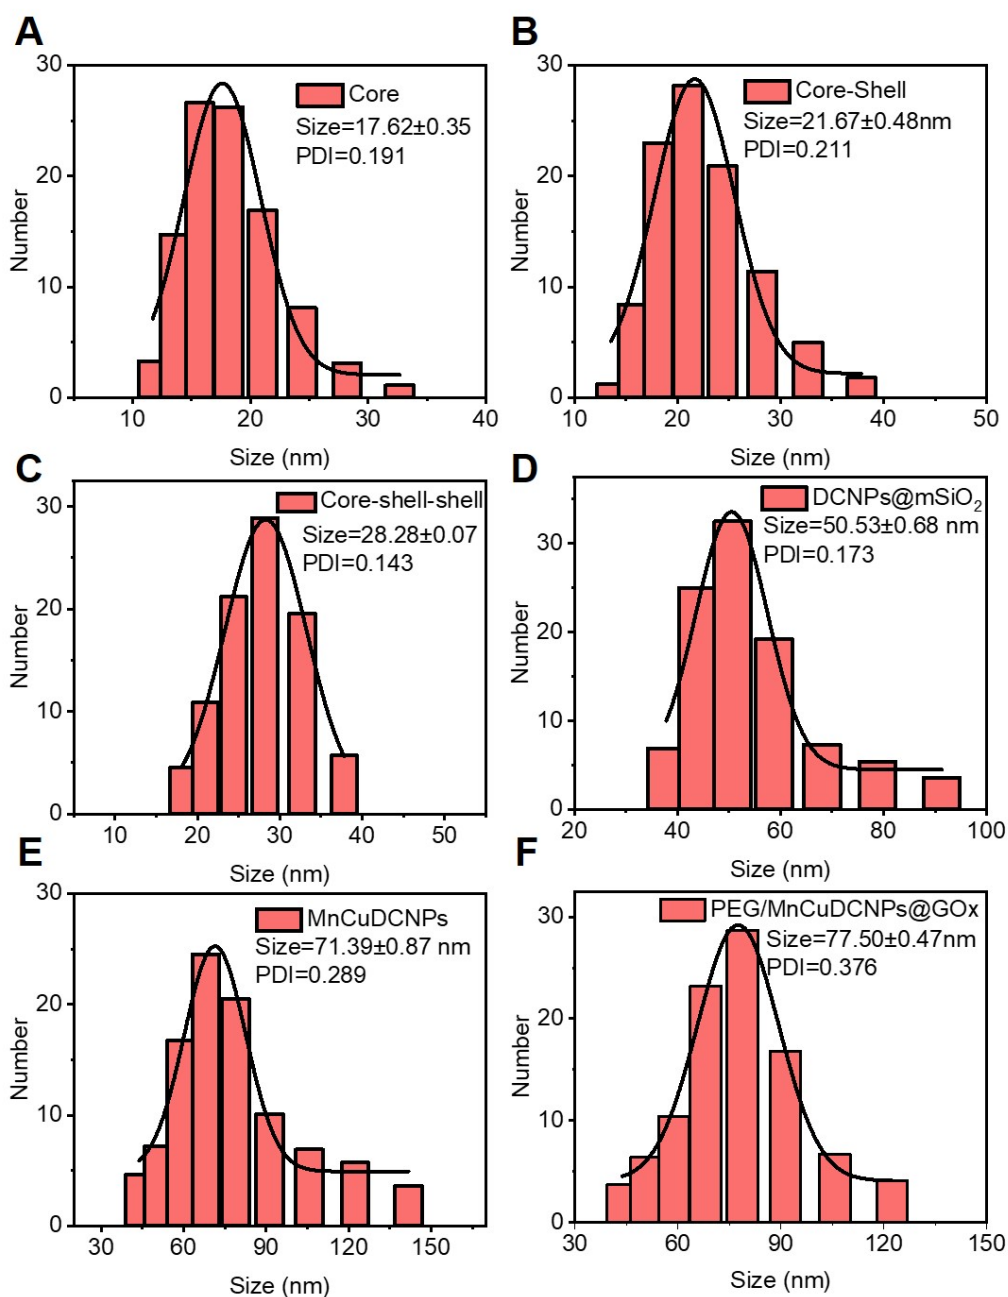 A
Core
Size=17.62±0.35
PDI=0.191
30
20
10
0
Number
10
20
30
40
Size (nm)
B
Core-Shell
Size=21.67±0.48nm
PDI=0.211
30
20
10
0
Number
10
20
30
40
50
Size (nm)
C
Core-shell-shell
Size=28.28±0.07
PDI=0.143
30
20
10
0
Number
10
20
30
40
50
Size (nm)
D
DCNPs@mSiO₂
Size=50.53±0.68 nm
PDI=0.173
30
20
10
0
Number
20
40
60
80
100
Size (nm)
E
MnCuDCNPs
Size=71.39±0.87 nm
PDI=0.289
30
20
10
0
Number
30
60
90
120
150
Size (nm)
F
PEG/MnCuDCNPs@GOx
Size=77.50±0.47nm
PDI=0.376
30
20
10
0
Number
30
60
90
120
150
Size (nm)